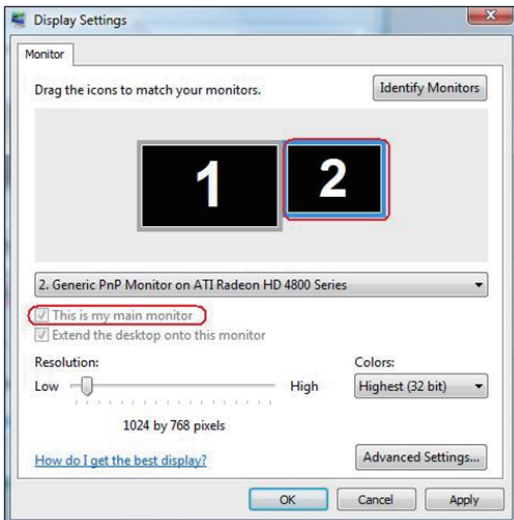 Display Settings
Monitor
Drag the icons to match your monitors.
Identify Monitors
1
2
2. Generic PnP Monitor on ATI Radeon HD 4800 Series
This is my main monitor
Extend the desktop onto this monitor
Resolution:
Colors:
Low
High
Highest (32 bit)
1024 by 768 pixels
How do I get the best display?
Advanced Settings...
OK
Cancel
Apply